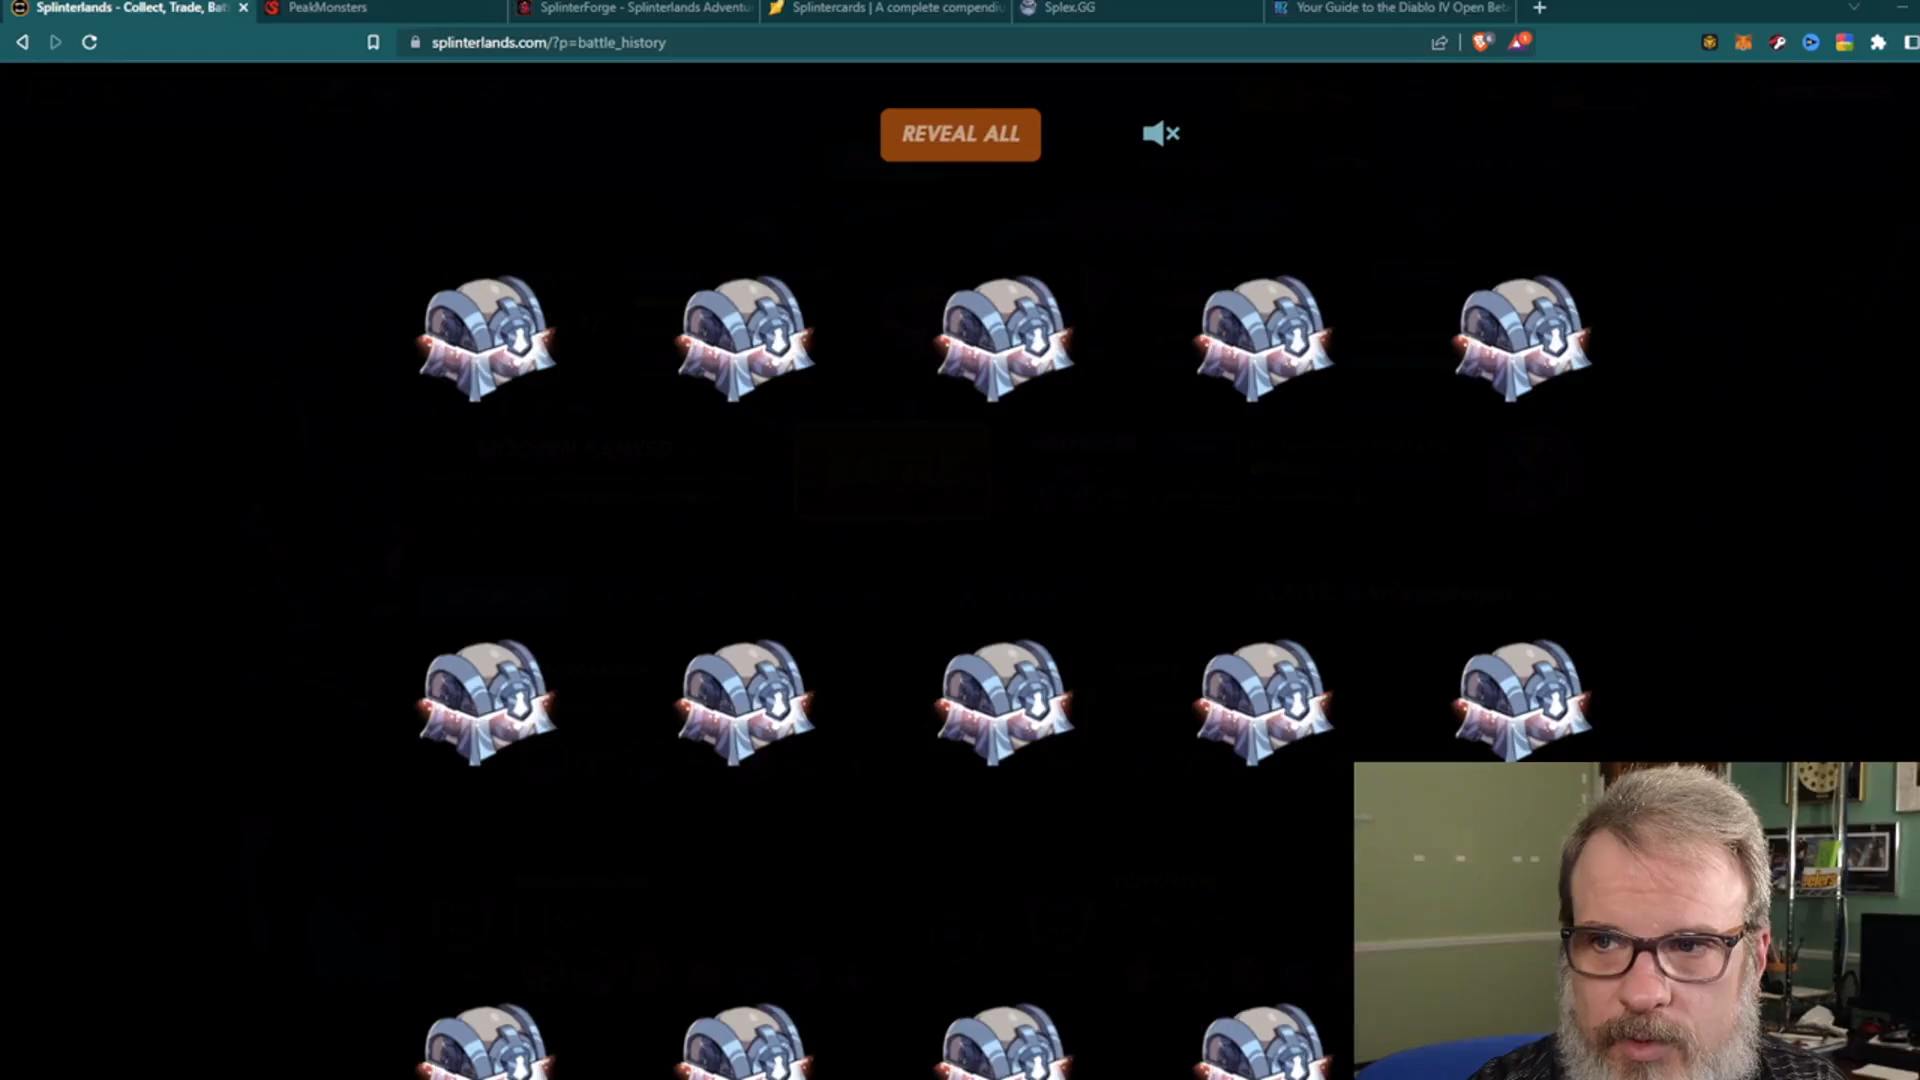 Splinterlands - Collect, Trade, Bat
PeakMonsters
SplinterForge - Splinterlands Adventu
Splintercards | A complete compendiu
Splex.GG
Your Guide to the Diablo IV Open Bet
splinterlands.com/?p=battle_history
REVEAL ALL